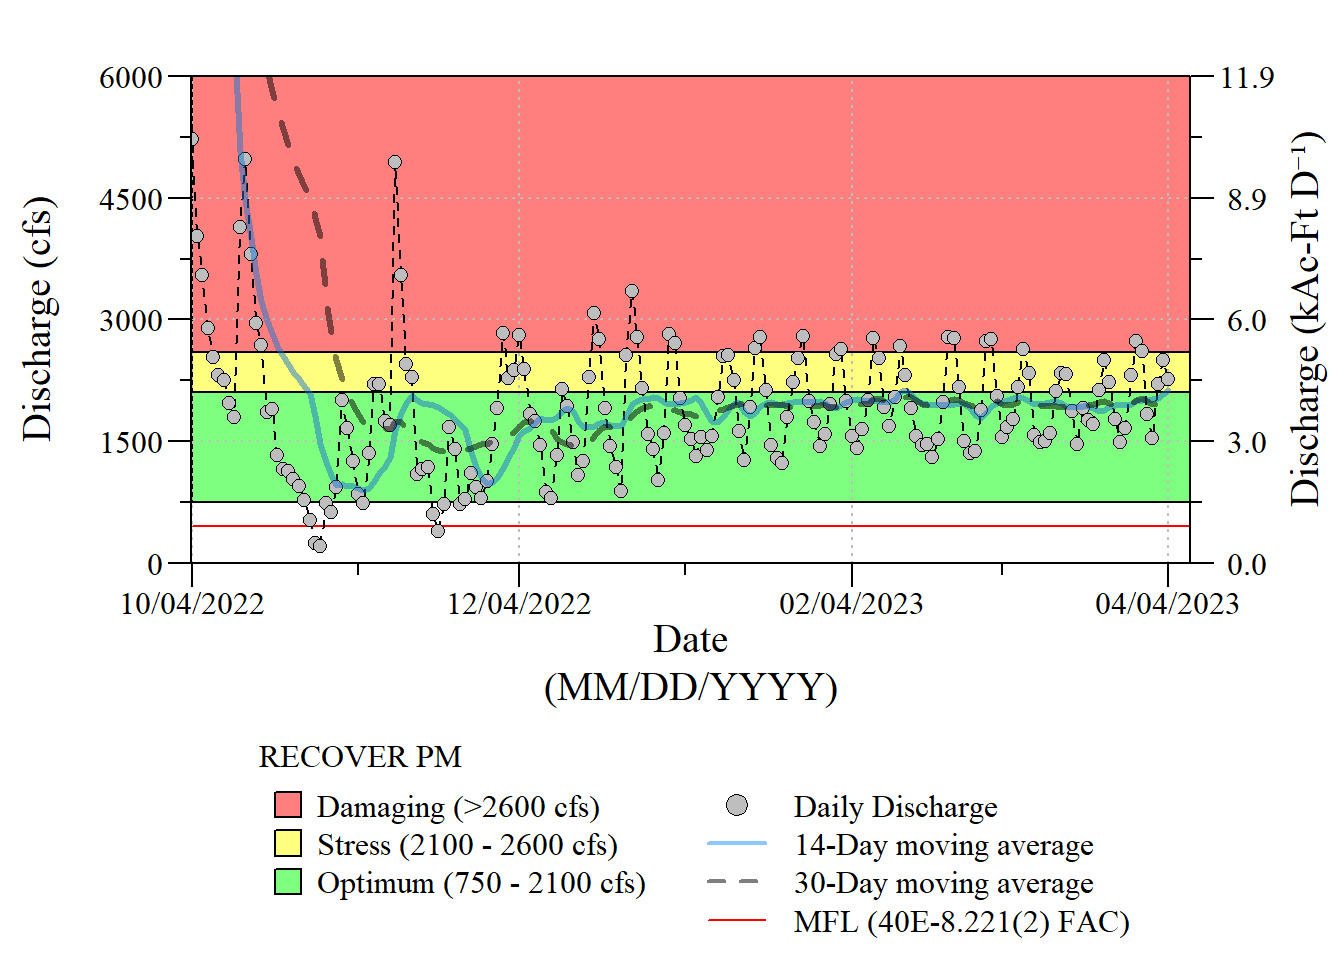 6000
4500
3000
1500
0
11.9
8.9
6.0
3.0
0.0
Discharge (cfs)
Discharge (kAc-Ft D⁻¹)
10/04/2022 12/04/2022 02/04/2023 04/04/2023
Date
(MM/DD/YYYY)
RECOVER PM
Damaging (>2600 cfs)
Stress (2100 - 2600 cfs)
Optimum (750 - 2100 cfs)
Daily Discharge
14-Day moving average
30-Day moving average
MFL (40E-8.221(2) FAC)